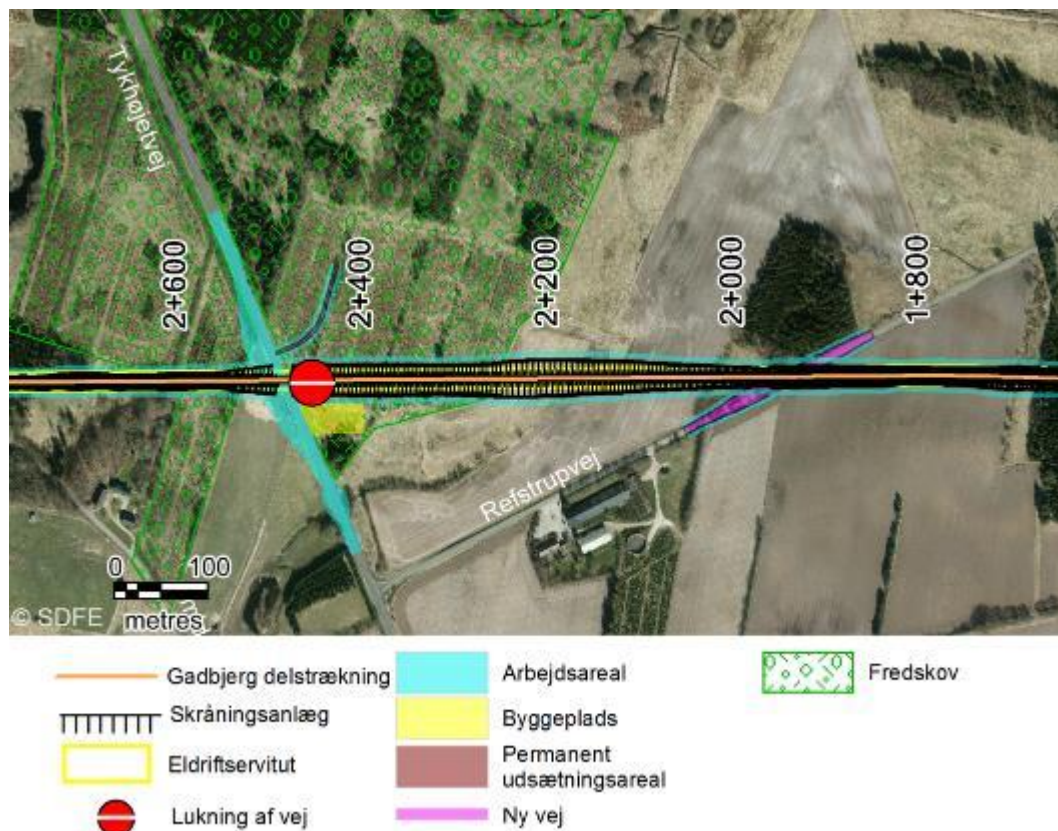 Tykhøjetvej
2+600
2+400
2+200
2+000
1+800
Refstrupvej
0 100
metres
© SDFE
Gadbjerg delstrækning
Skråningsanlæg
Eldriftservitut
Lukning af vej
Arbejdsareal
Byggeplads
Permanent
udsætningsareal
Ny vej
Fredskov